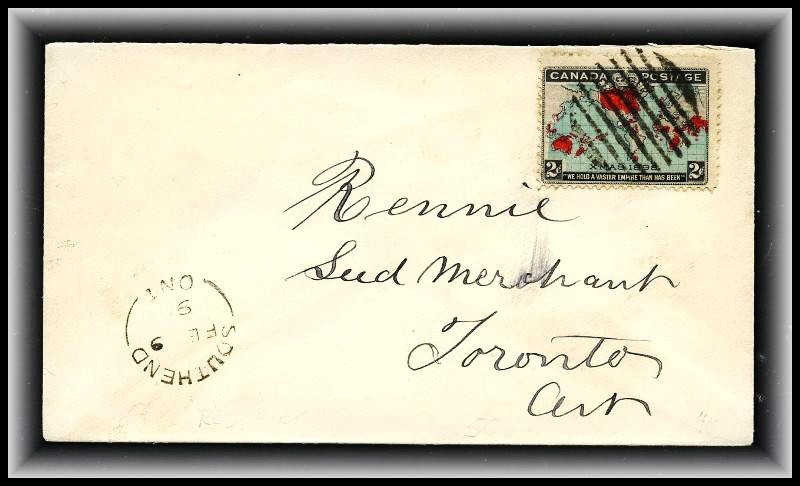 CANADA POSTAGE
XMAS 1898
2¢ 2¢
"WE HOLD A VASTER EMPIRE THAN HAS BEEN"
Rennie
Seed Merchant
Toronto
Ont
SOUTHEND
ONT
9
FE
9